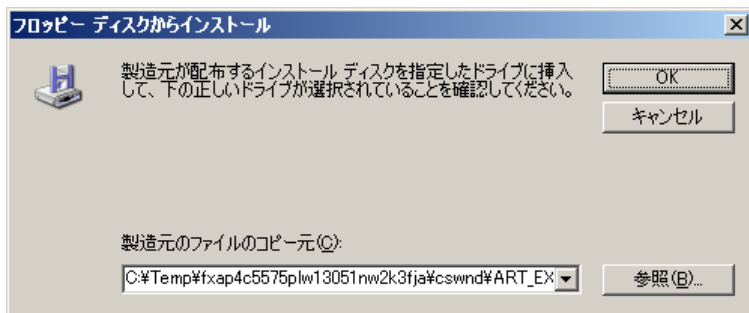 フロッピー ディスクからインストール
製造元が配布するインストール ディスクを指定したドライブに挿入
して、下の正しいドライブが選択されていることを確認してください。
OK
キャンセル
製造元のファイルのコピー元(C):
C:¥Temp¥fxap4c5575plw13051nw2k3fja¥cswnd¥ART_EX
参照(B)...